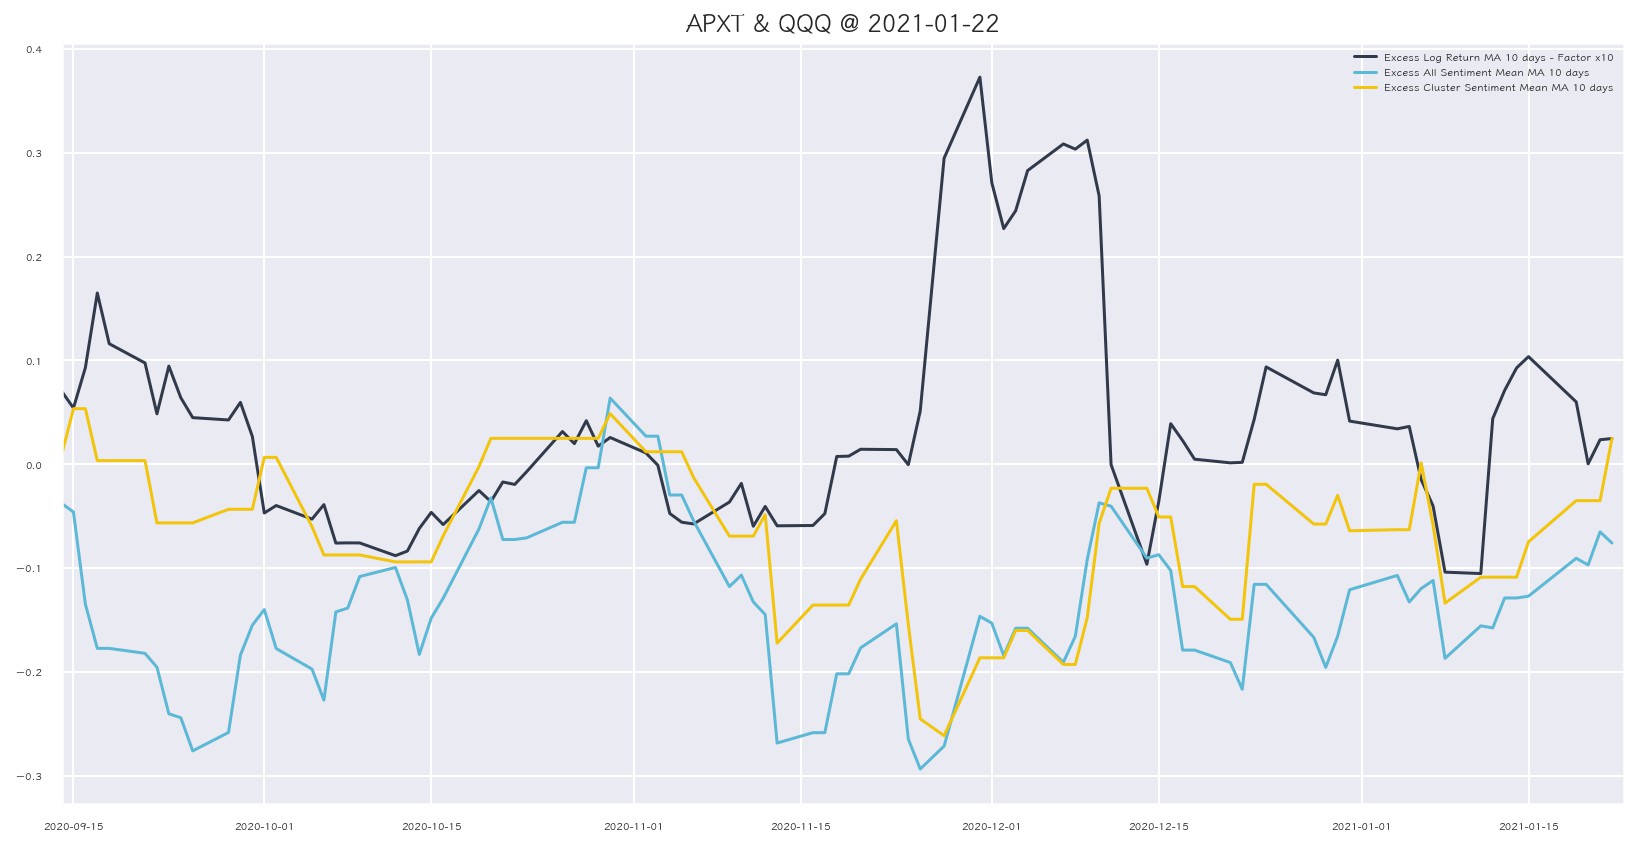 APXT & QQQ @ 2021-01-22
Excess Log Return MA 10 days - Factor x10
Excess All Sentiment Mean MA 10 days
Excess Cluster Sentiment Mean MA 10 days
0.4
0.3
0.2
0.1
0.0
−0.1
−0.2
−0.3
2020-09-15 2020-10-01 2020-10-15 2020-11-01 2020-11-15 2020-12-01 2020-12-15 2021-01-01 2021-01-15